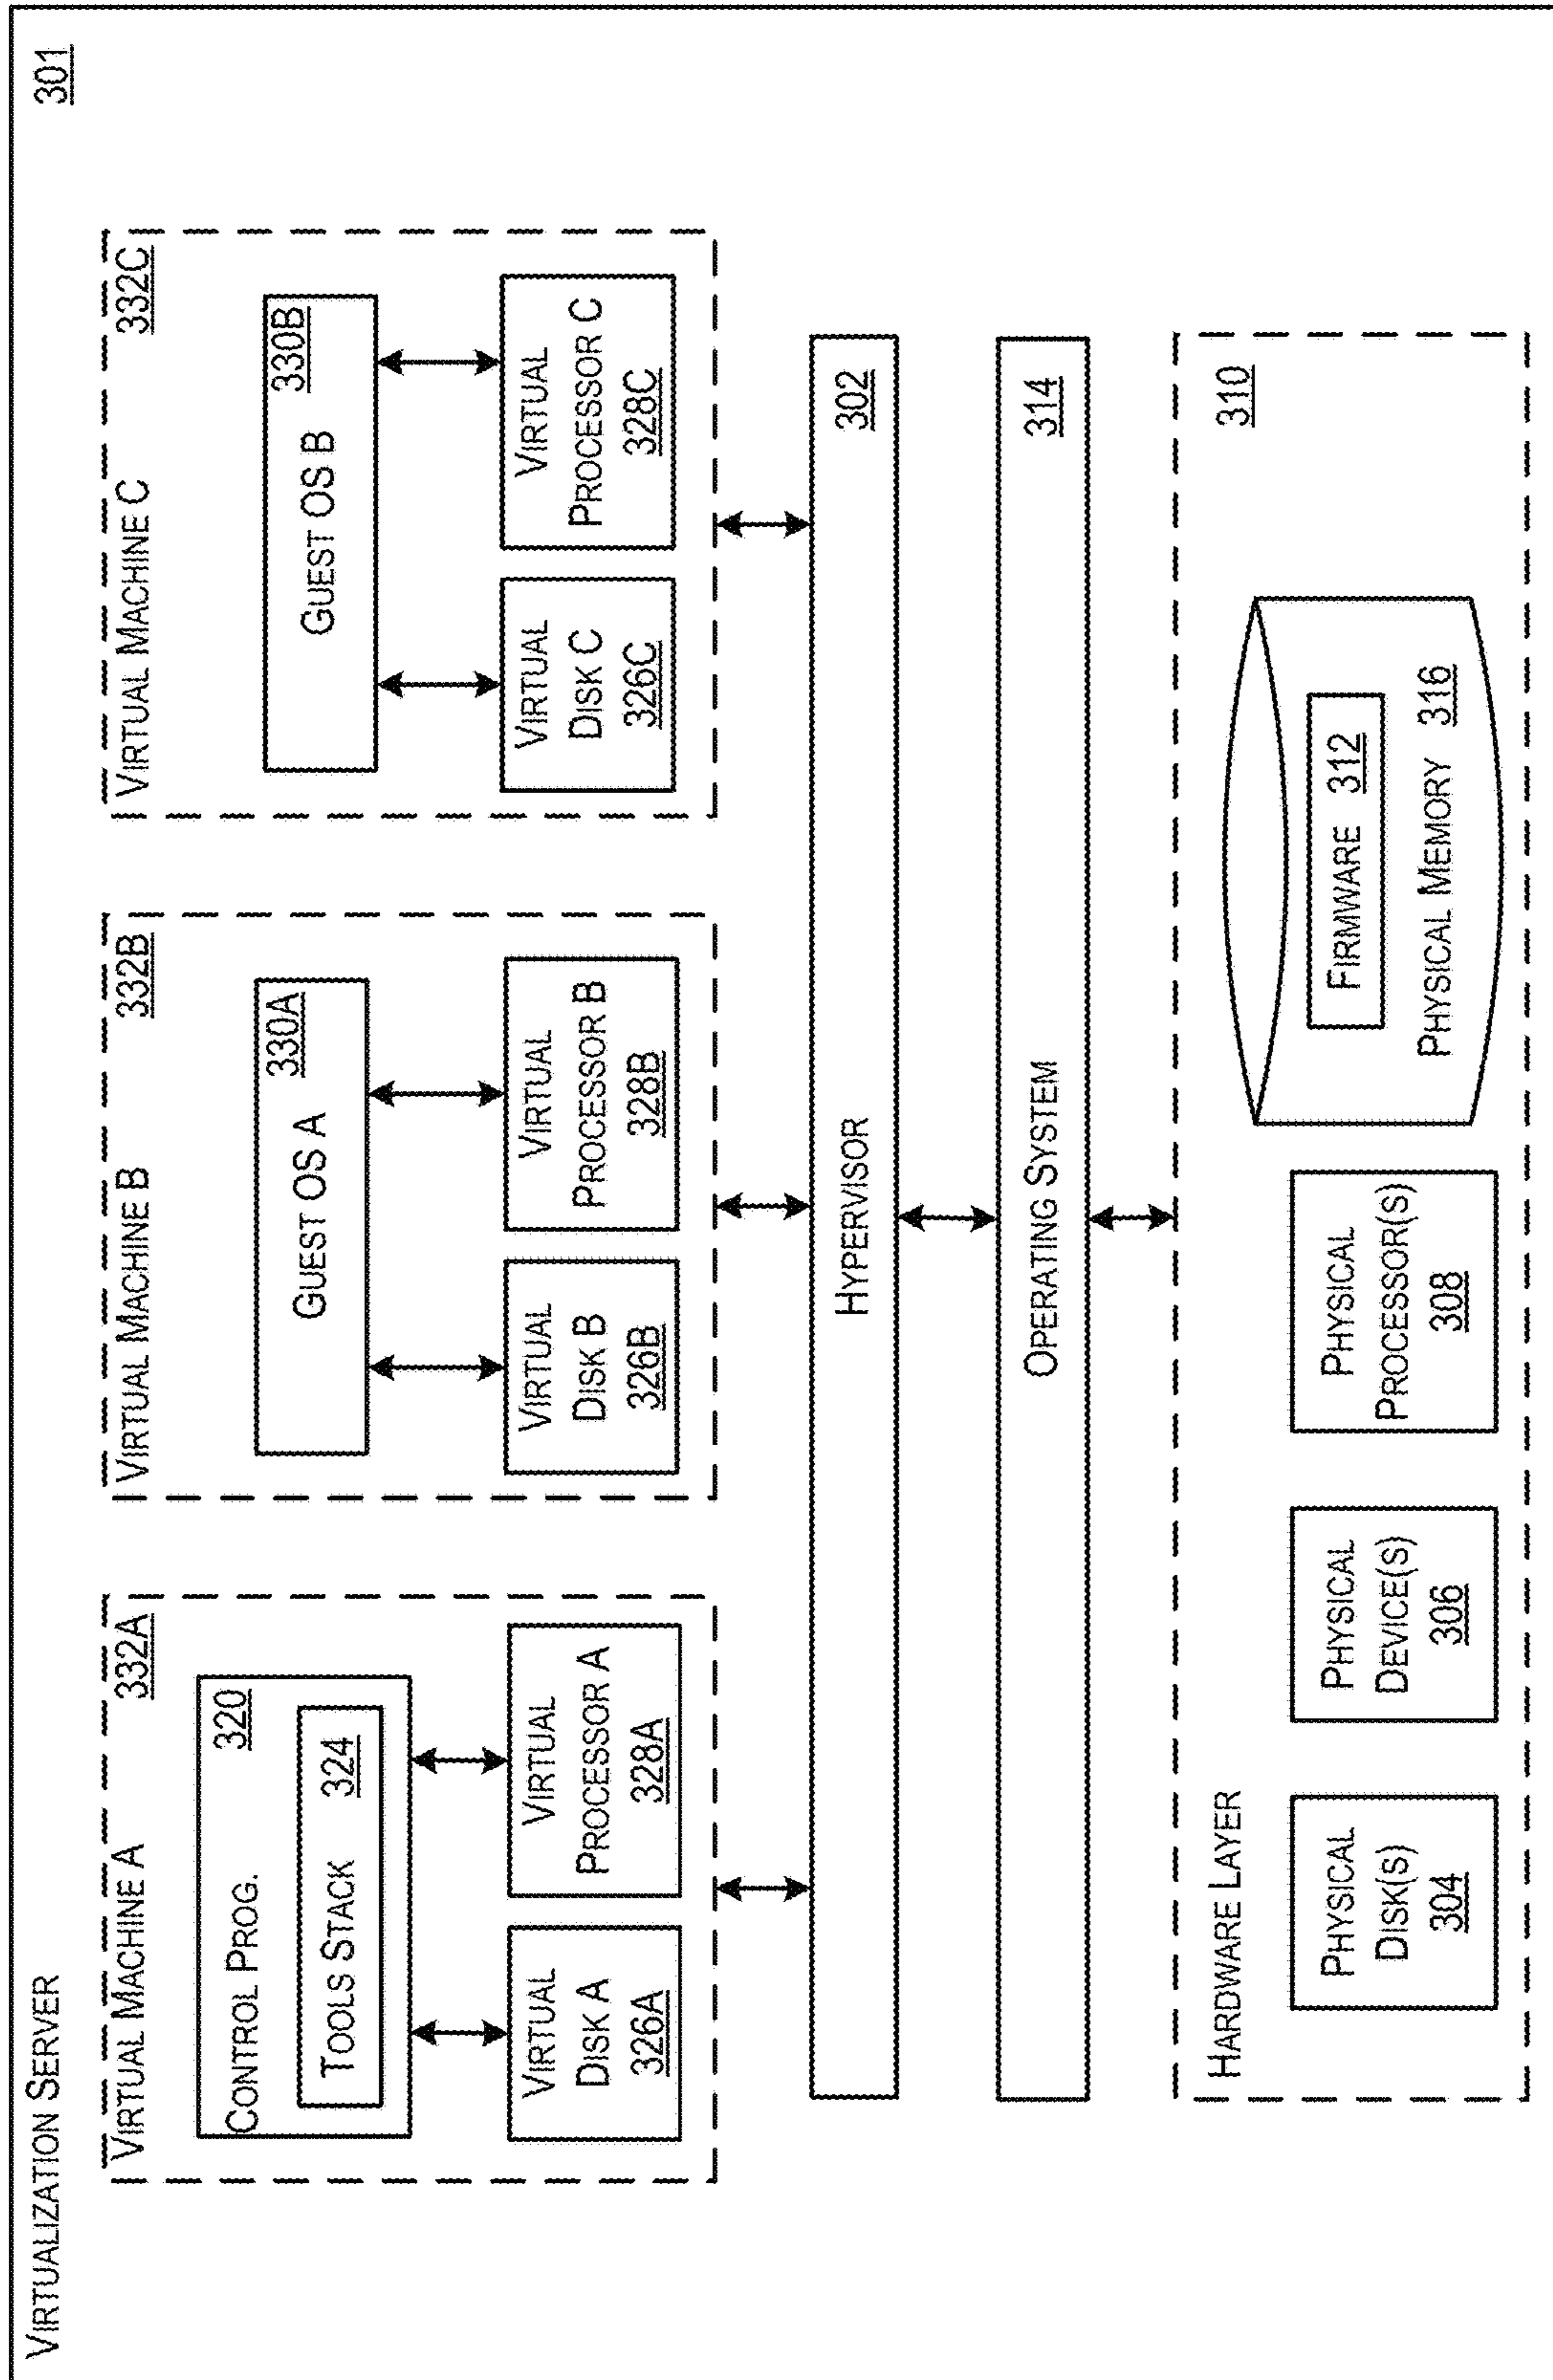 VIRTUALIZATION SERVER
301
VIRTUAL MACHINE A
332A
CONTROL PROG.
320
TOOLS STACK
324
VIRTUAL
DISK A
326A
VIRTUAL
PROCESSOR A
328A
VIRTUAL MACHINE B
332B
GUEST OS A
330A
VIRTUAL
DISK B
326B
VIRTUAL
PROCESSOR B
328B
VIRTUAL MACHINE C
332C
GUEST OS B
330B
VIRTUAL
DISK C
326C
VIRTUAL
PROCESSOR C
328C
HYPERVISOR
302
OPERATING SYSTEM
314
HARDWARE LAYER
310
PHYSICAL
DISK(S)
304
PHYSICAL
DEVICE(S)
306
PHYSICAL
PROCESSOR(S)
308
FIRMWARE 312
PHYSICAL MEMORY 316